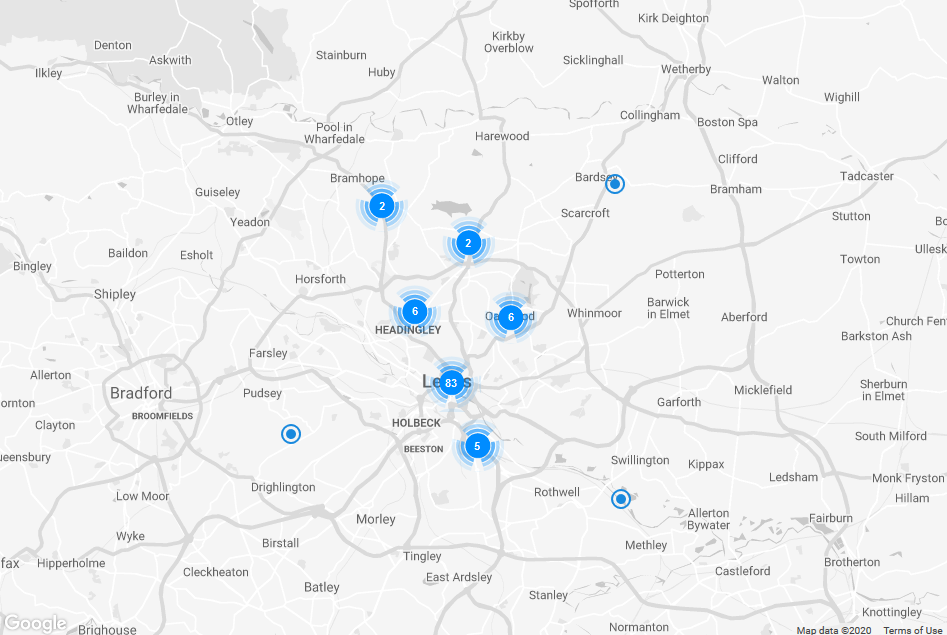 Spofforth
Kirk Deighton
Denton
Kirkby
Overblow
Stainburn
Askwith
Sicklinghall
Wetherby
Ilkley
Huby
Walton
Burley in
Wharfedale
Wighill
Otley
Collingham
Boston Spa
Pool in
Wharfedale
Harewood
Clifford
Bramhope
Bardsey
Tadcaster
Guiseley
Bramham
2
Scarcroft
Stutton
Yeadon
2
Baildon
Esholt
Ullesk
Towton
Bingley
Potterton
Horsforth
Shipley
Barwick
in Elmet
6
6
Whinmoor
Aberford
Church Fent
HEADINGLEY
Barkston Ash
Farsley
Allerton
83
Sherburn
in Elmet
Bradford
Pudsey
Micklefield
Garforth
BROOMFIELDS
Clayton
HOLBECK
South Milford
BEESTON
5
Swillington
Kippax
Ledsham
Monk Fryston
Drighlington
Rothwell
Hillam
Low Moor
Allerton
Bywater
Morley
Fairburn
Wyke
Birstall
Methley
Tingley
Hipperholme
Brotherton
Cleckheaton
East Ardsley
Castleford
Batley
Stanley
Knottingley
Google
Brighouse
Normanton
Map data ©2020
Terms of Use